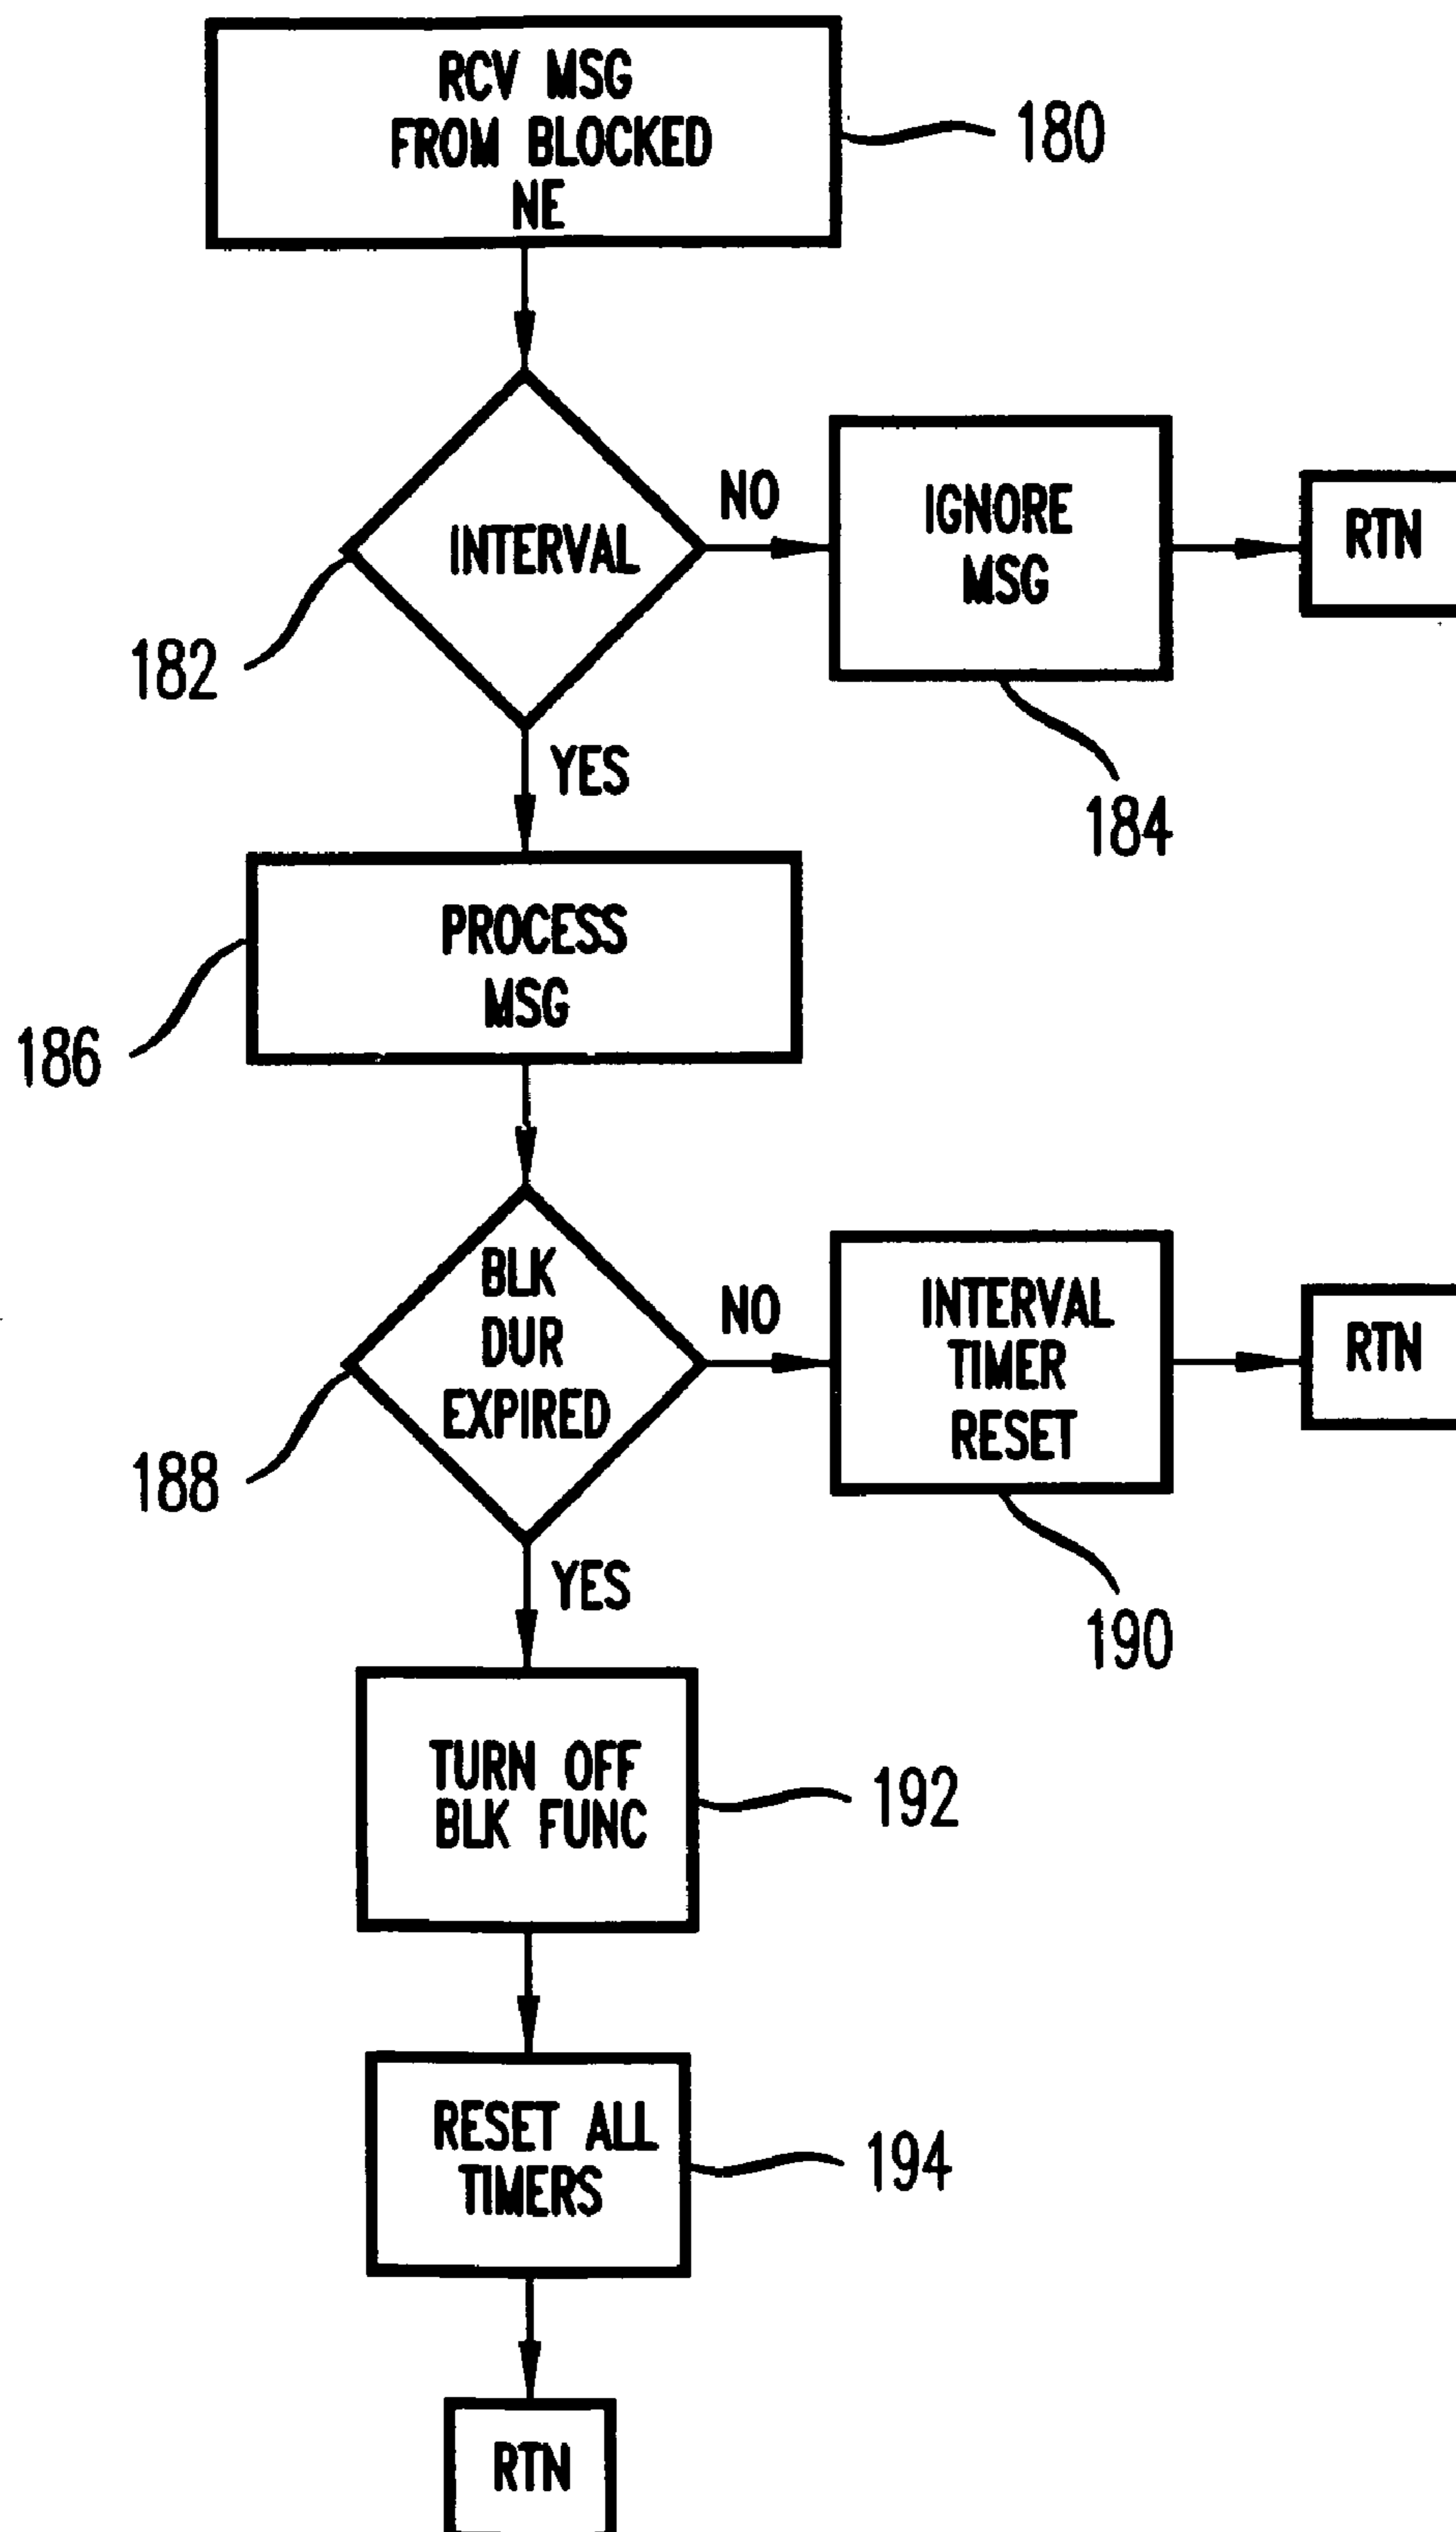 RCV MSG
FROM BLOCKED
NE
180
INTERVAL
182
NO
IGNORE
MSG
184
RTN
YES
PROCESS
MSG
186
BLK
DUR
EXPIRED
188
NO
INTERVAL
TIMER
RESET
190
RTN
YES
TURN OFF
BLK FUNC
192
RESET ALL
TIMERS
194
RTN